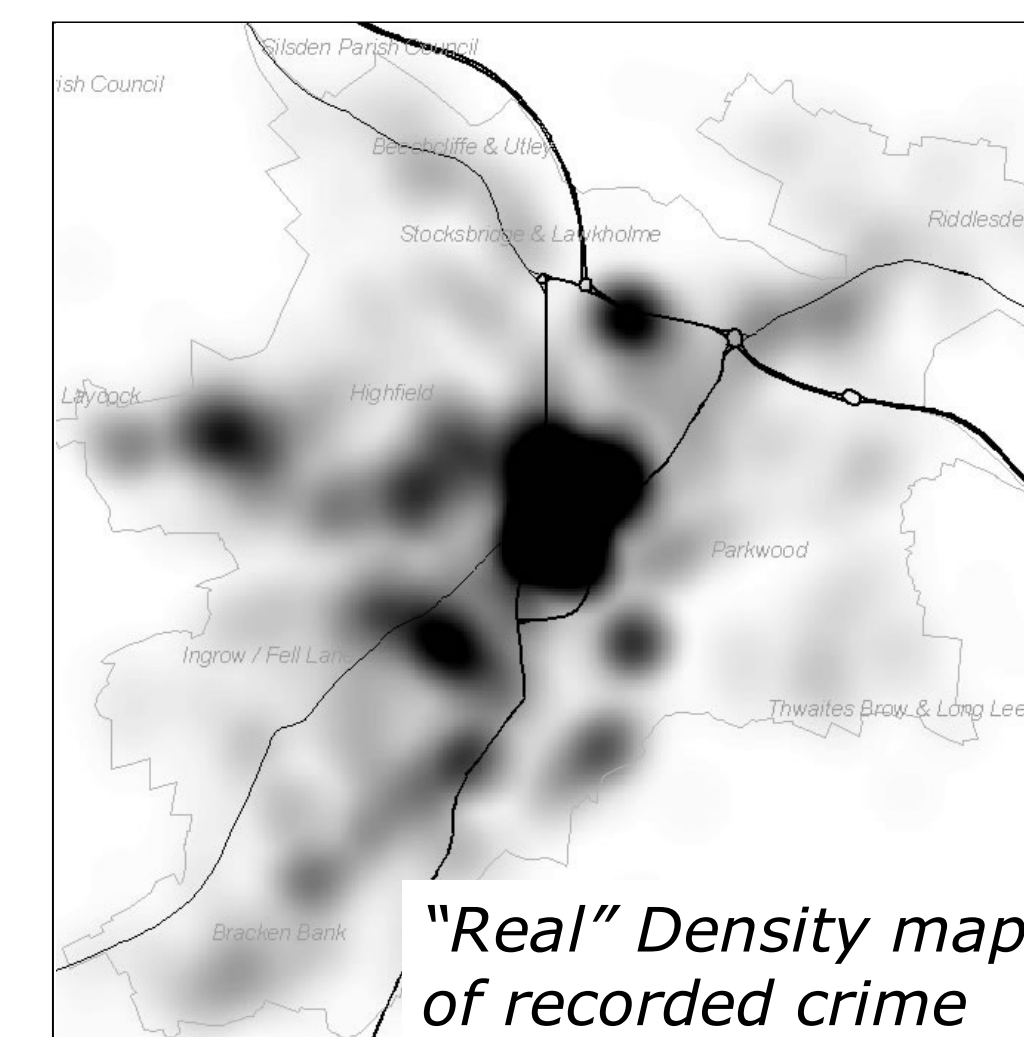 Silsden Parish Council
ish Council
Beechcliffe & Utley
Riddlesde
Stocksbridge & Lawkholme
Laycock
Highfield
Parkwood
Ingrow / Fell Lane
Thwaites Brow & Long Lee
Bracken Bank
“Real” Density map
of recorded crime